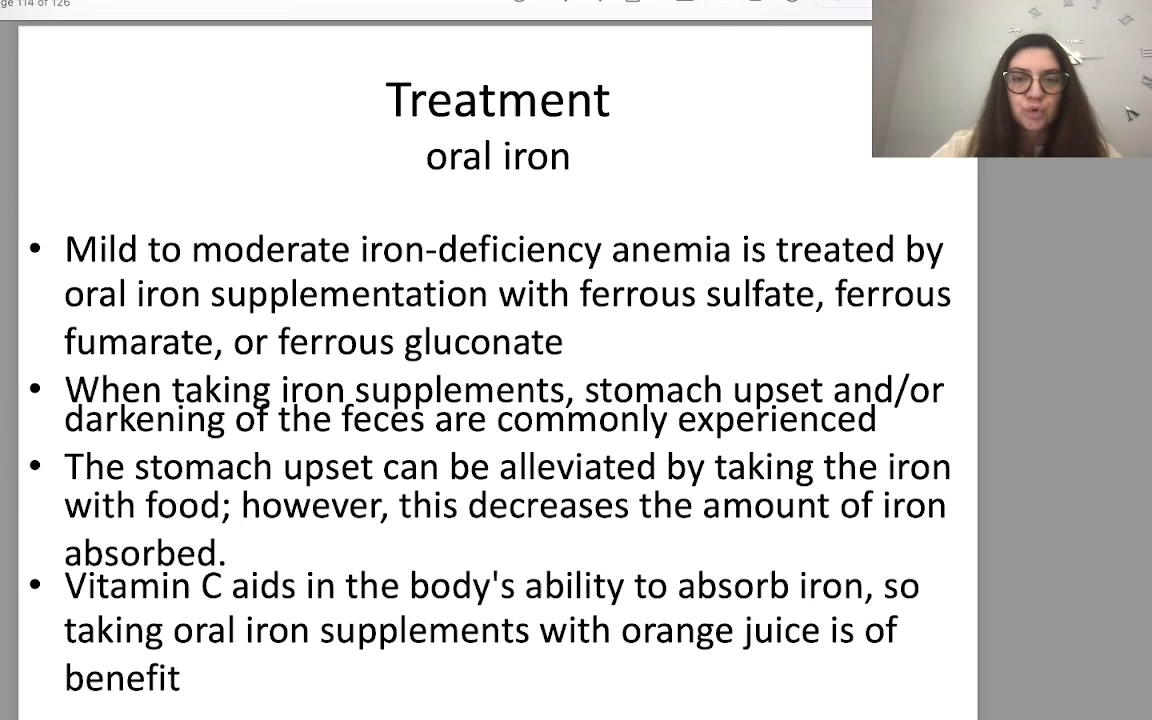 ge 114 of 126
Treatment
oral iron
• Mild to moderate iron-deficiency anemia is treated by
oral iron supplementation with ferrous sulfate, ferrous
fumarate, or ferrous gluconate
• When taking iron supplements, stomach upset and/or
darkening of the feces are commonly experienced
• The stomach upset can be alleviated by taking the iron
with food; however, this decreases the amount of iron
absorbed.
• Vitamin C aids in the body's ability to absorb iron, so
taking oral iron supplements with orange juice is of
benefit